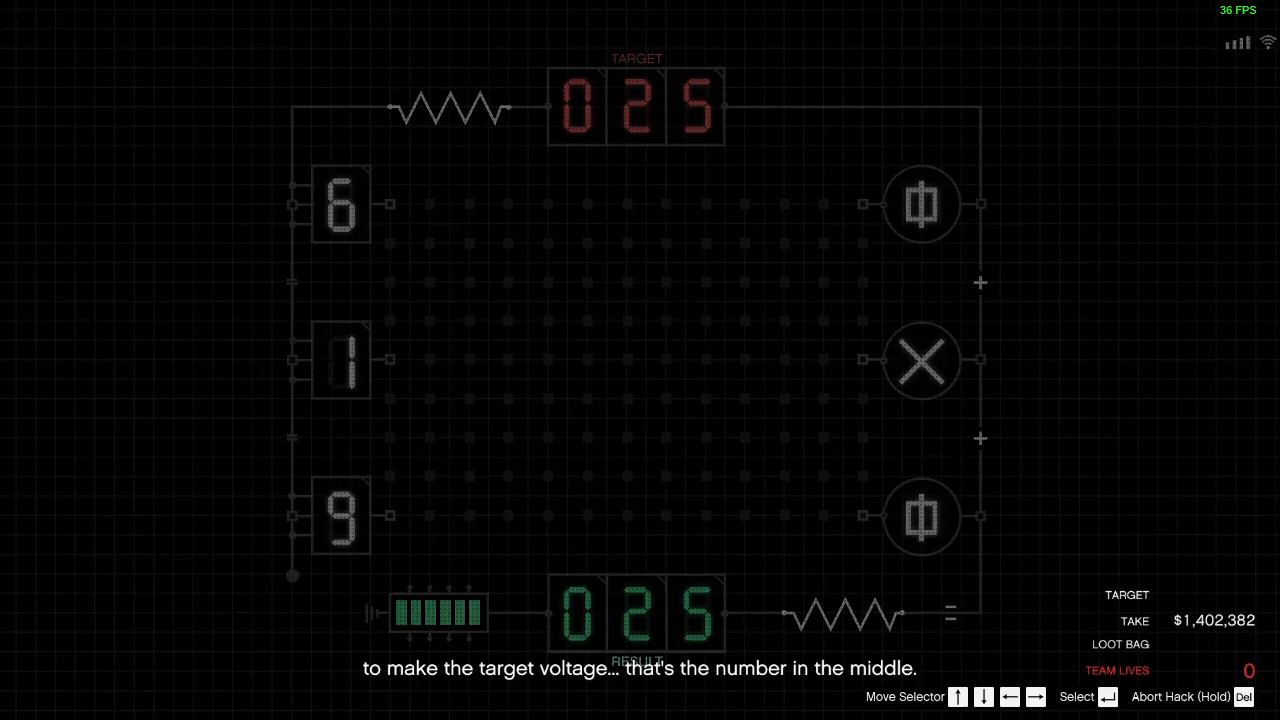 36 FPS
TARGET
025
6
1
9
025
RESULT
to make the target voltage... that's the number in the middle.
TARGET
TAKE $1,402,382
LOOT BAG
TEAM LIVES 0
Move Selector ↑ ↓ ← → Select ↵ Abort Hack (Hold) Del